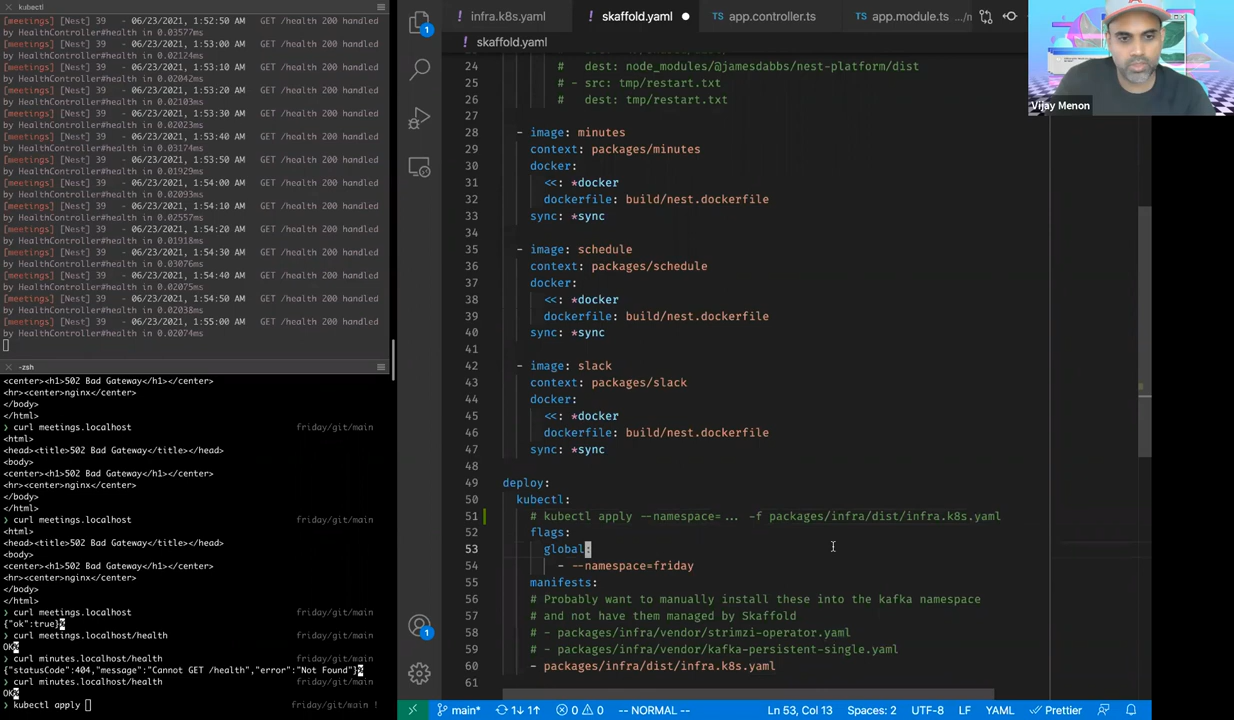 kubectl
[meetings] [Nest] 39 - 06/23/2021, 1:52:50 AM GET /health 200 handled
by HealthController#health in 0.03577ms
[meetings] [Nest] 39 - 06/23/2021, 1:53:00 AM GET /health 200 handled
by HealthController#health in 0.02124ms
[meetings] [Nest] 39 - 06/23/2021, 1:53:10 AM GET /health 200 handled
by HealthController#health in 0.02042ms
[meetings] [Nest] 39 - 06/23/2021, 1:53:20 AM GET /health 200 handled
by HealthController#health in 0.02103ms
[meetings] [Nest] 39 - 06/23/2021, 1:53:30 AM GET /health 200 handled
by HealthController#health in 0.02023ms
[meetings] [Nest] 39 - 06/23/2021, 1:53:40 AM GET /health 200 handled
by HealthController#health in 0.03174ms
[meetings] [Nest] 39 - 06/23/2021, 1:53:50 AM GET /health 200 handled
by HealthController#health in 0.01929ms
[meetings] [Nest] 39 - 06/23/2021, 1:54:00 AM GET /health 200 handled
by HealthController#health in 0.02093ms
[meetings] [Nest] 39 - 06/23/2021, 1:54:10 AM GET /health 200 handled
by HealthController#health in 0.02557ms
[meetings] [Nest] 39 - 06/23/2021, 1:54:20 AM GET /health 200 handled
by HealthController#health in 0.01918ms
[meetings] [Nest] 39 - 06/23/2021, 1:54:30 AM GET /health 200 handled
by HealthController#health in 0.03076ms
[meetings] [Nest] 39 - 06/23/2021, 1:54:40 AM GET /health 200 handled
by HealthController#health in 0.02075ms
[meetings] [Nest] 39 - 06/23/2021, 1:54:50 AM GET /health 200 handled
by HealthController#health in 0.02038ms
[meetings] [Nest] 39 - 06/23/2021, 1:55:00 AM GET /health 200 handled
by HealthController#health in 0.02074ms
-zsh
<center><h1>502 Bad Gateway</h1></center>
<hr><center>nginx</center>
</body>
</html>
❯ curl meetings.localhost friday/git/main
<html>
<head><title>502 Bad Gateway</title></head>
<body>
<center><h1>502 Bad Gateway</h1></center>
<hr><center>nginx</center>
</body>
</html>
❯ curl meetings.localhost friday/git/main
<html>
<head><title>502 Bad Gateway</title></head>
<body>
<center><h1>502 Bad Gateway</h1></center>
<hr><center>nginx</center>
</body>
</html>
❯ curl meetings.localhost friday/git/main
{"ok":true}%
❯ curl meetings.localhost/health friday/git/main
OK%
❯ curl minutes.localhost/health friday/git/main
{"statusCode":404,"message":"Cannot GET /health","error":"Not Found"}%
❯ curl minutes.localhost/health friday/git/main
OK%
❯ kubectl apply friday/git/main !
infra.k8s.yaml skaffold.yaml TS app.controller.ts TS app.module.ts .../n
skaffold.yaml
24 # dest: node_modules/@jamesdabbs/nest-platform/dist
25 # - src: tmp/restart.txt
26 # dest: tmp/restart.txt
27
28 - image: minutes
29 context: packages/minutes
30 docker:
31 <<: *docker
32 dockerfile: build/nest.dockerfile
33 sync: *sync
34
35 - image: schedule
36 context: packages/schedule
37 docker:
38 <<: *docker
39 dockerfile: build/nest.dockerfile
40 sync: *sync
41
42 - image: slack
43 context: packages/slack
44 docker:
45 <<: *docker
46 dockerfile: build/nest.dockerfile
47 sync: *sync
48
49 deploy:
50 kubectl:
51 # kubectl apply --namespace=... -f packages/infra/dist/infra.k8s.yaml
52 flags:
53 global:
54 - --namespace=friday
55 manifests:
56 # Probably want to manually install these into the kafka namespace
57 # and not have them managed by Skaffold
58 # - packages/infra/vendor/strimzi-operator.yaml
59 # - packages/infra/vendor/kafka-persistent-single.yaml
60 - packages/infra/dist/infra.k8s.yaml
61
1
1
main* 1↓ 1↑ 0 0 -- NORMAL -- Ln 53, Col 13 Spaces: 2 UTF-8 LF YAML Prettier
Vijay Menon